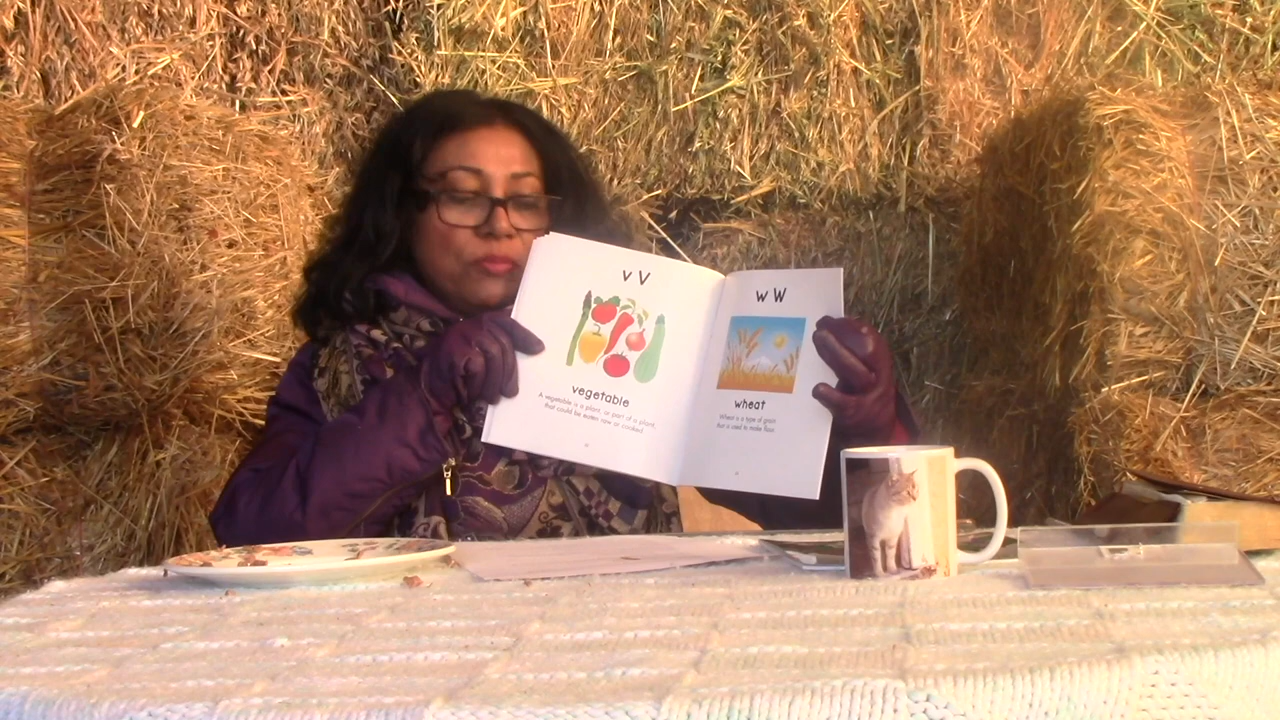 v V
vegetable
A vegetable is a plant, or part of a plant,
that could be eaten raw or cooked.
w W
wheat
Wheat is a type of grain
that is used to make flour.